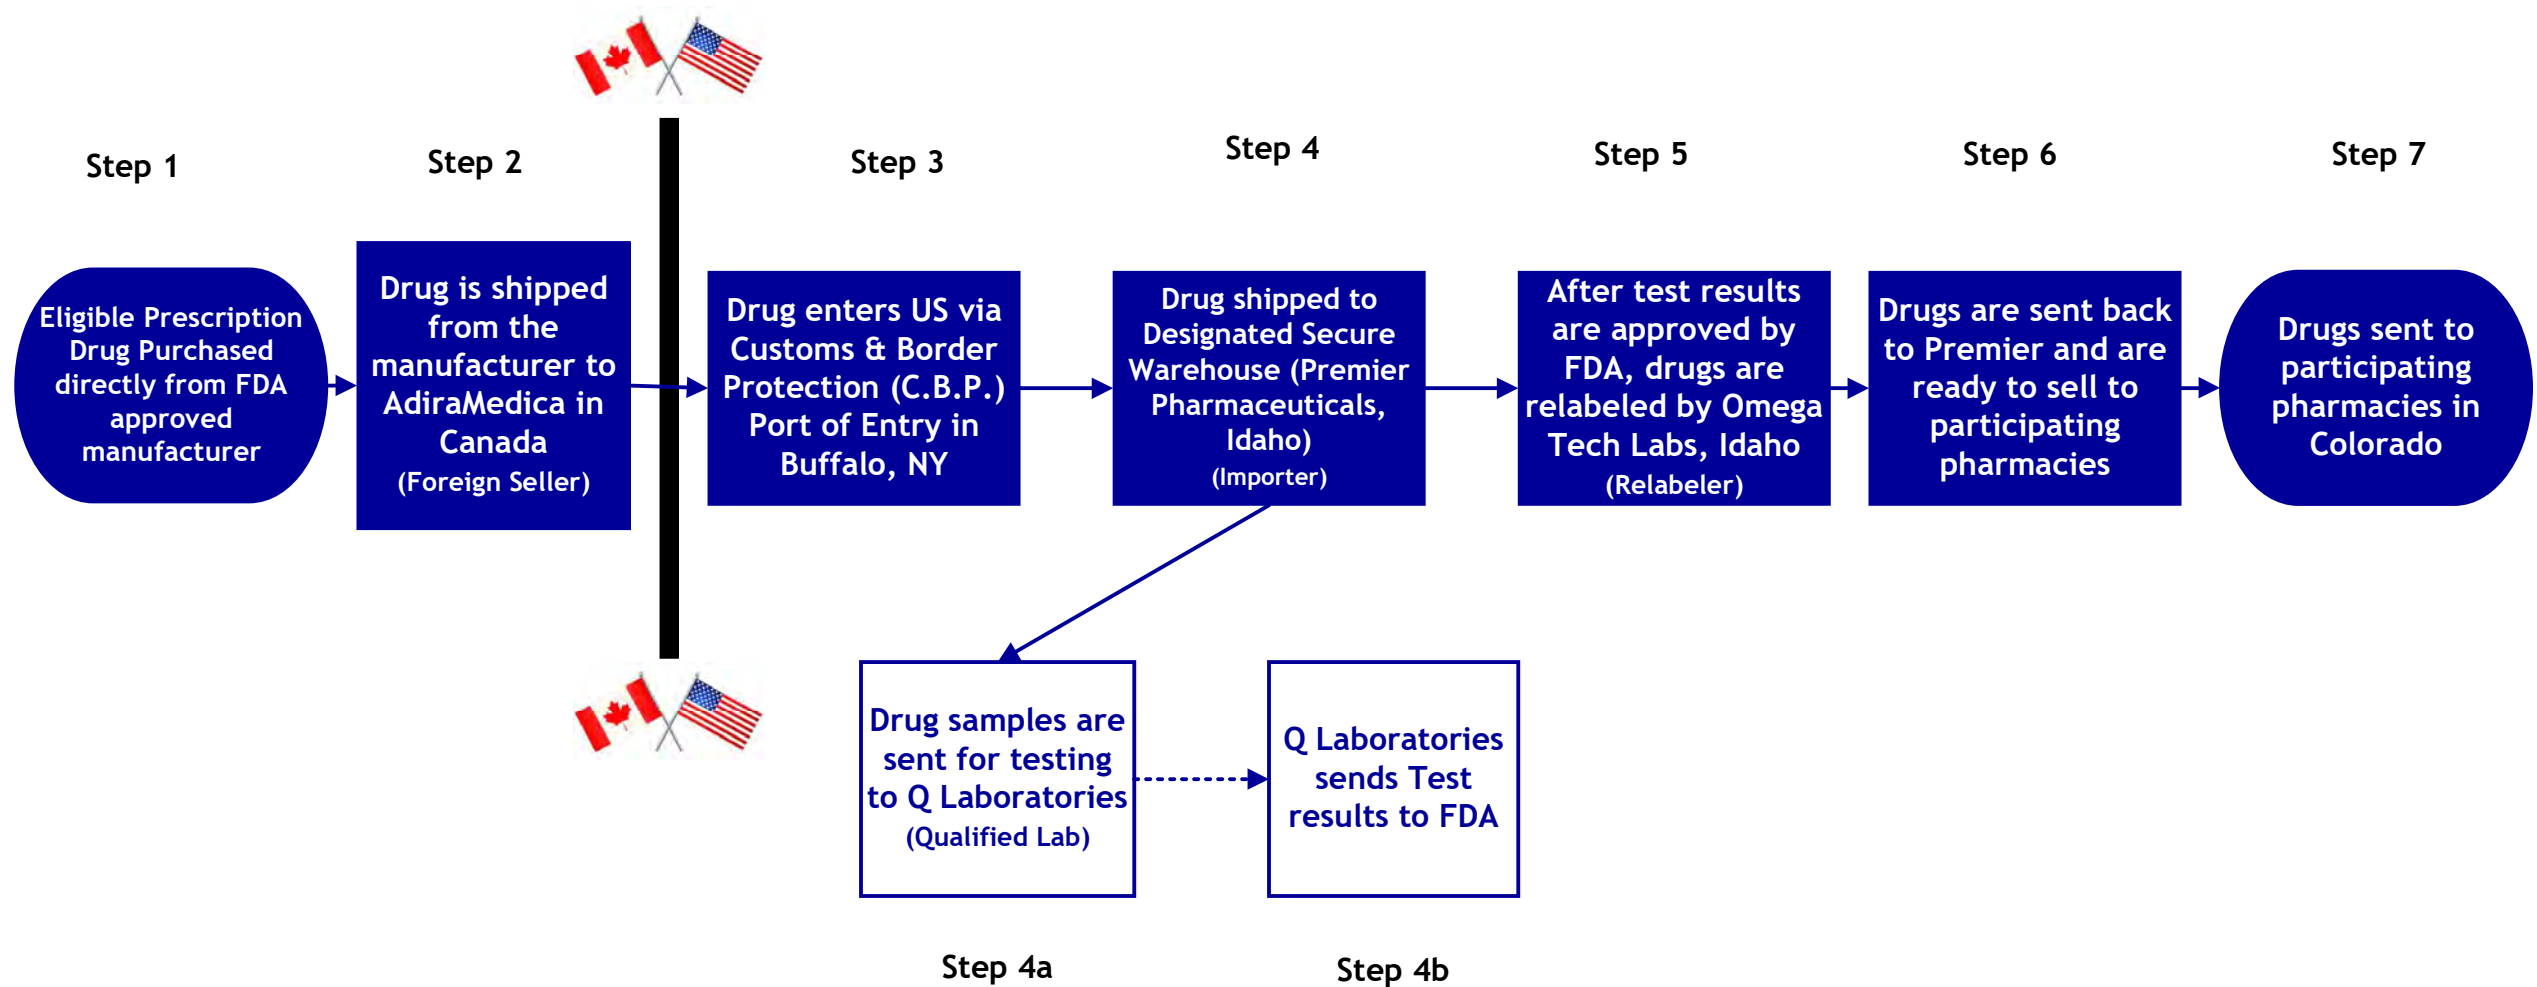 Step 1
Step 2
Step 3
Step 4
Step 5
Step 6
Step 7
Eligible Prescription
Drug Purchased
directly from FDA
approved
manufacturer
Drug is shipped
from the
manufacturer to
AdiraMedica in
Canada
(Foreign Seller)
Drug enters US via
Customs & Border
Protection (C.B.P.)
Port of Entry in
Buffalo, NY
Drug shipped to
Designated Secure
Warehouse (Premier
Pharmaceuticals,
Idaho)
(Importer)
After test results
are approved by
FDA, drugs are
relabeled by Omega
Tech Labs, Idaho
(Relabeler)
Drugs are sent back
to Premier and are
ready to sell to
participating
pharmacies
Drugs sent to
participating
pharmacies in
Colorado
Drug samples are
sent for testing
to Q Laboratories
(Qualified Lab)
Q Laboratories
sends Test
results to FDA
Step 4a
Step 4b